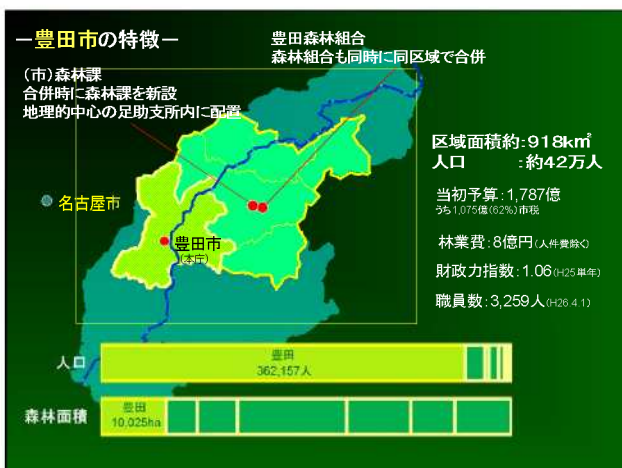 －豊田市の特徴－
豊田森林組合
森林組合も同時に同区域で合併
（市）森林課
合併時に森林課を新設
地理的中心の足助支所内に配置
区域面積約：918k㎡
人口　　　：約42万人
名古屋市
当初予算：1,787億
うち1,075億(62%)市税
豊田市
(本庁)
林業費：8億円(人件費除く)
財政力指数：1.06(H25単年)
職員数：3,259人(H26.4.1)
人口
豊田
362,157人
森林面積
豊田
10,025ha